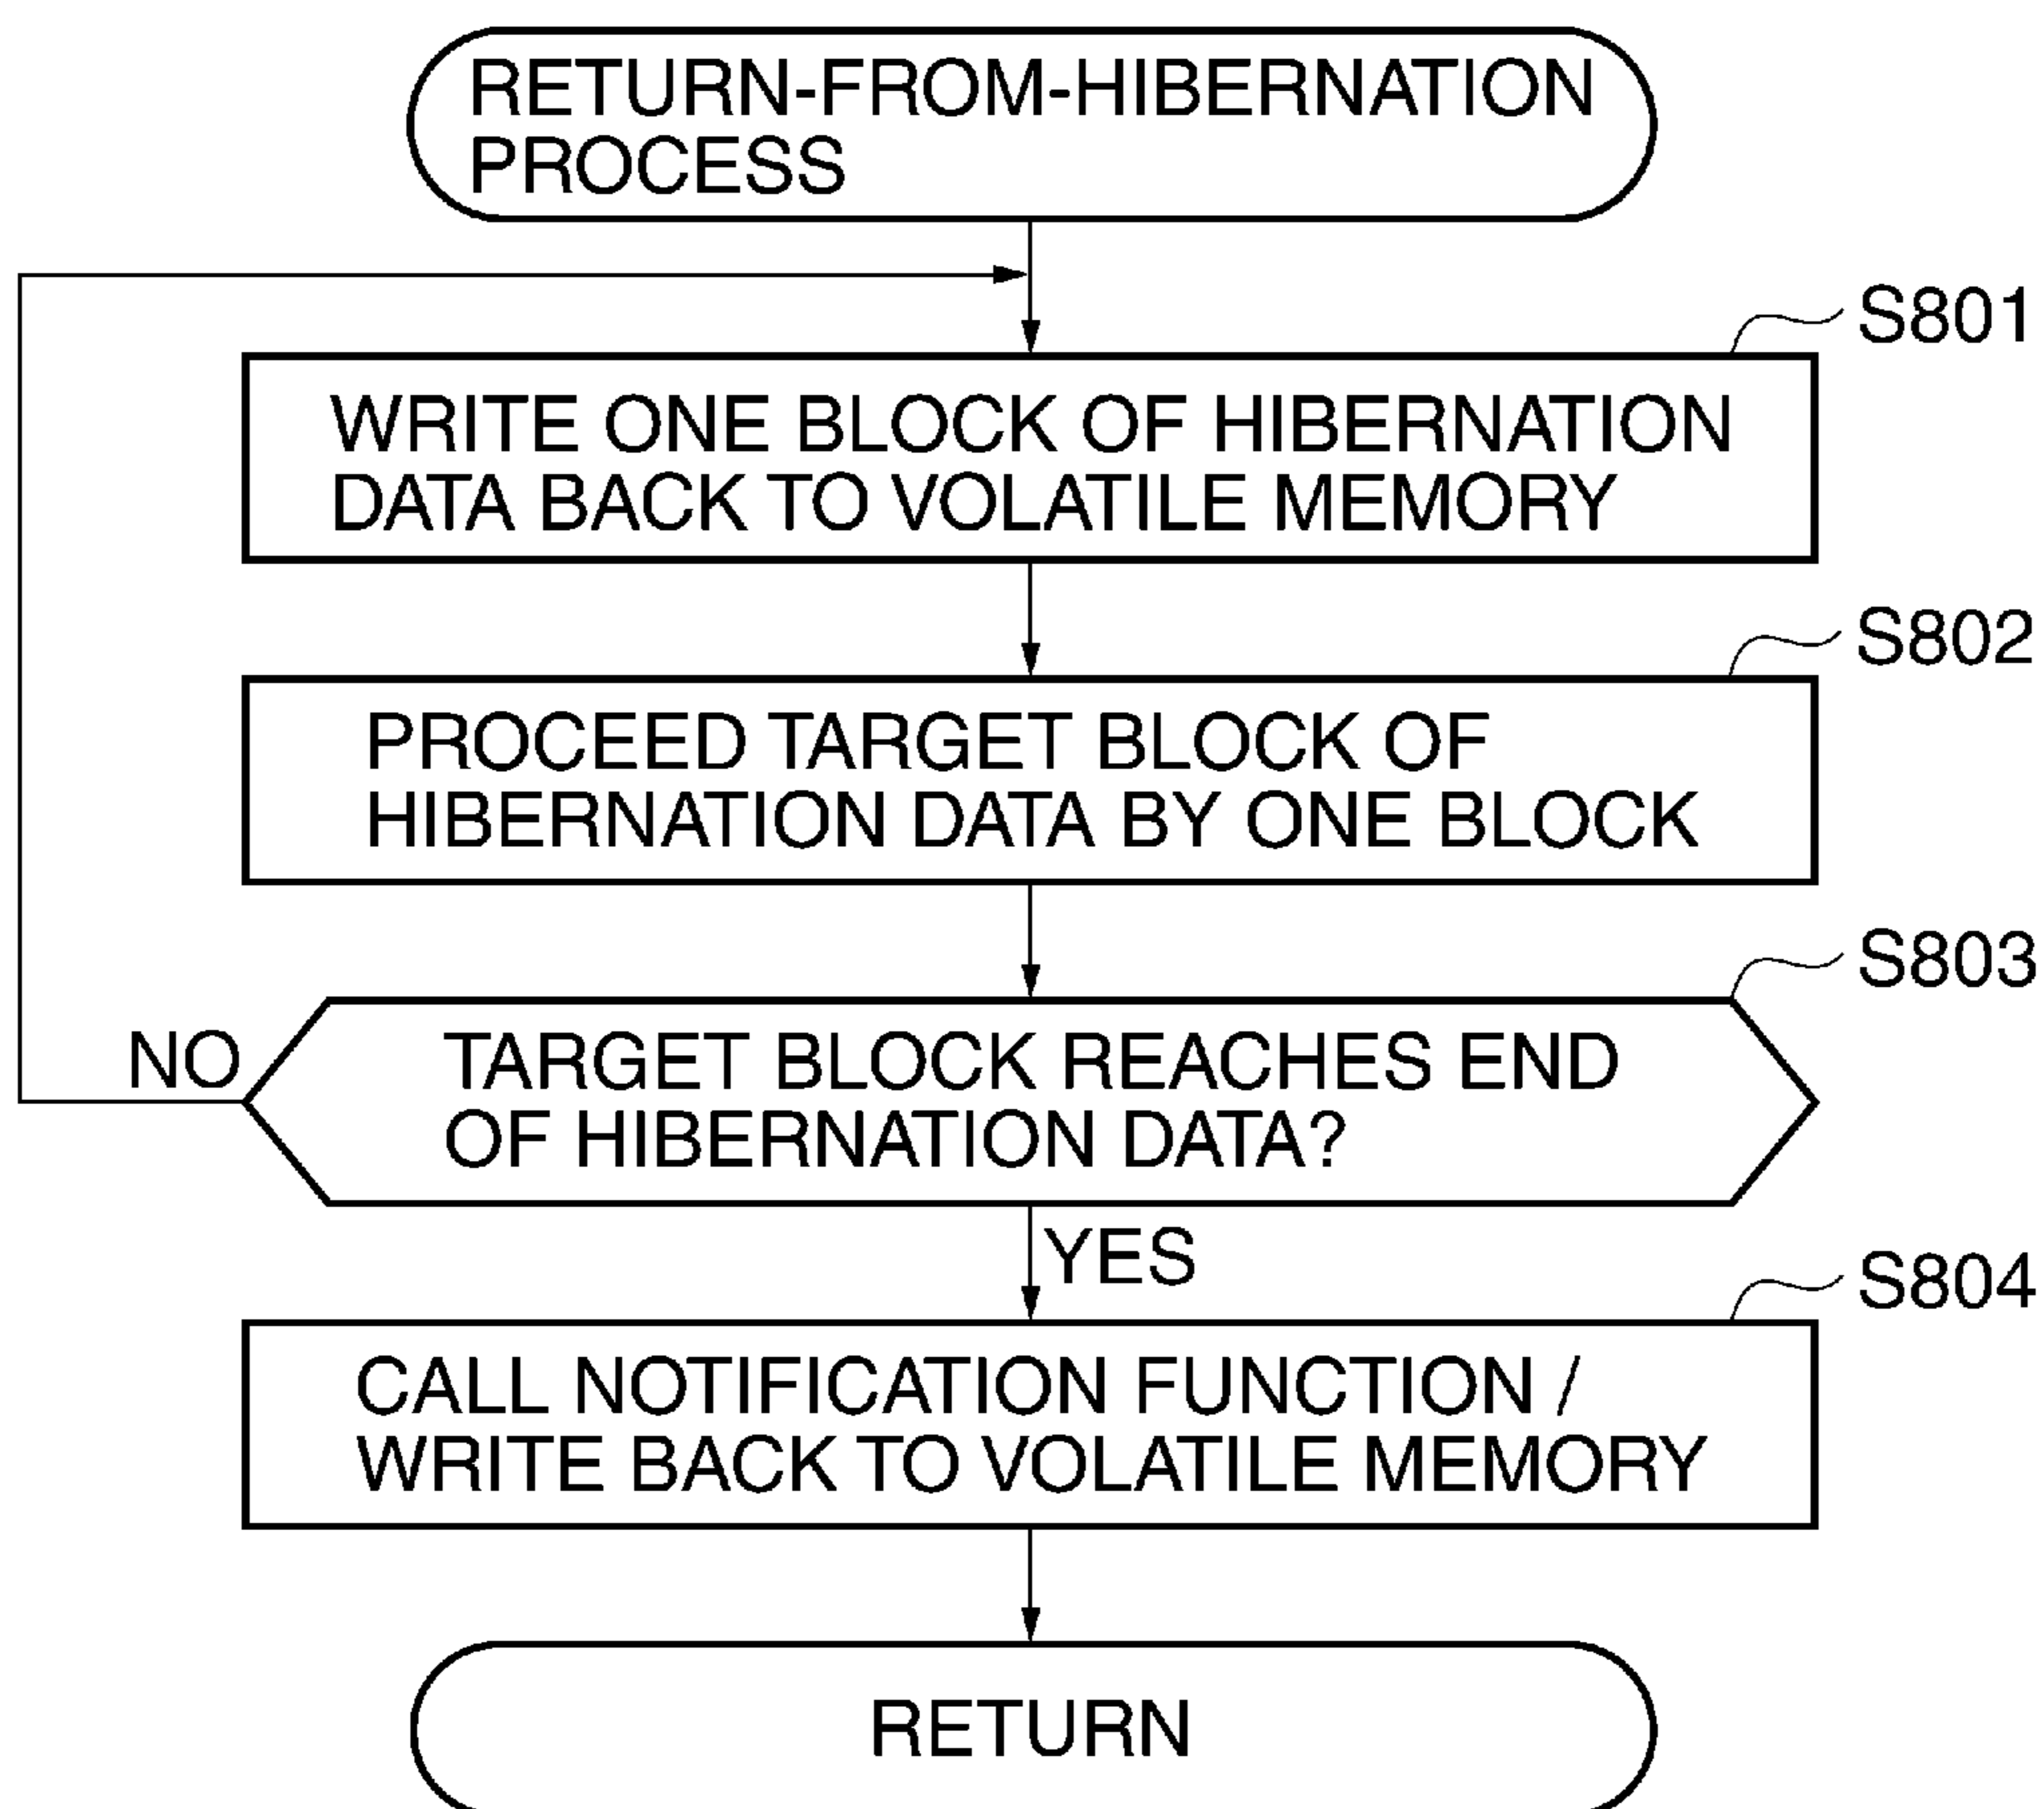 RETURN-FROM-HIBERNATION
PROCESS
S801
WRITE ONE BLOCK OF HIBERNATION
DATA BACK TO VOLATILE MEMORY
S802
PROCEED TARGET BLOCK OF
HIBERNATION DATA BY ONE BLOCK
S803
NO
TARGET BLOCK REACHES END
OF HIBERNATION DATA?
YES
S804
CALL NOTIFICATION FUNCTION /
WRITE BACK TO VOLATILE MEMORY
RETURN